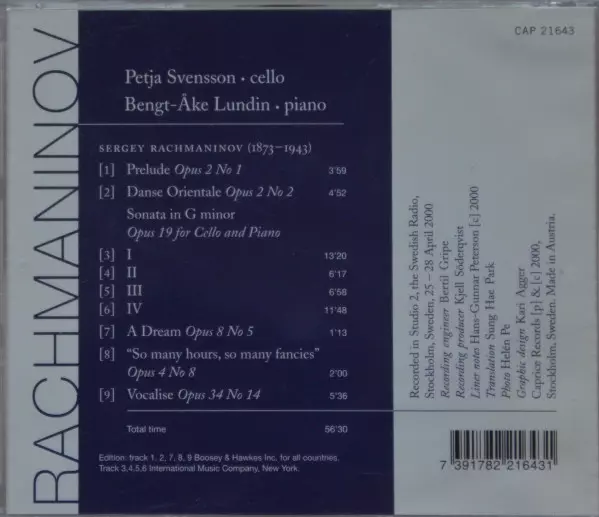 RACHMANINOV
CAP 21643
Petja Svensson · cello
Bengt-Åke Lundin · piano
SERGEY RACHMANINOV (1873–1943)
[1] Prelude Opus 2 No 1 3'59
[2] Danse Orientale Opus 2 No 2 4'52
Sonata in G minor
Opus 19 for Cello and Piano
[3] I 13'20
[4] II 6'17
[5] III 6'58
[6] IV 11'48
[7] A Dream Opus 8 No 5 1'13
[8] “So many hours, so many fancies”
Opus 4 No 8 2'00
[9] Vocalise Opus 34 No 14 5'36
Total time 56'30
Edition: track 1, 2, 7, 8, 9 Boosey & Hawkes Inc. for all countries.
Track 3,4,5,6 International Music Company, New York.
Recorded in Studio 2, the Swedish Radio,
Stockholm, Sweden, 25 – 28 April 2000
Recording engineer Bertil Gripe
Recording producer Kjell Söderqvist
Liner notes Hans-Gunnar Peterson [c] 2000
Translation Sung Hae Park
Photo Helén Pe
Graphic design Kari Agger
Caprice Records [p] & [c] 2000,
Stockholm, Sweden. Made in Austria.
7 391782 216431